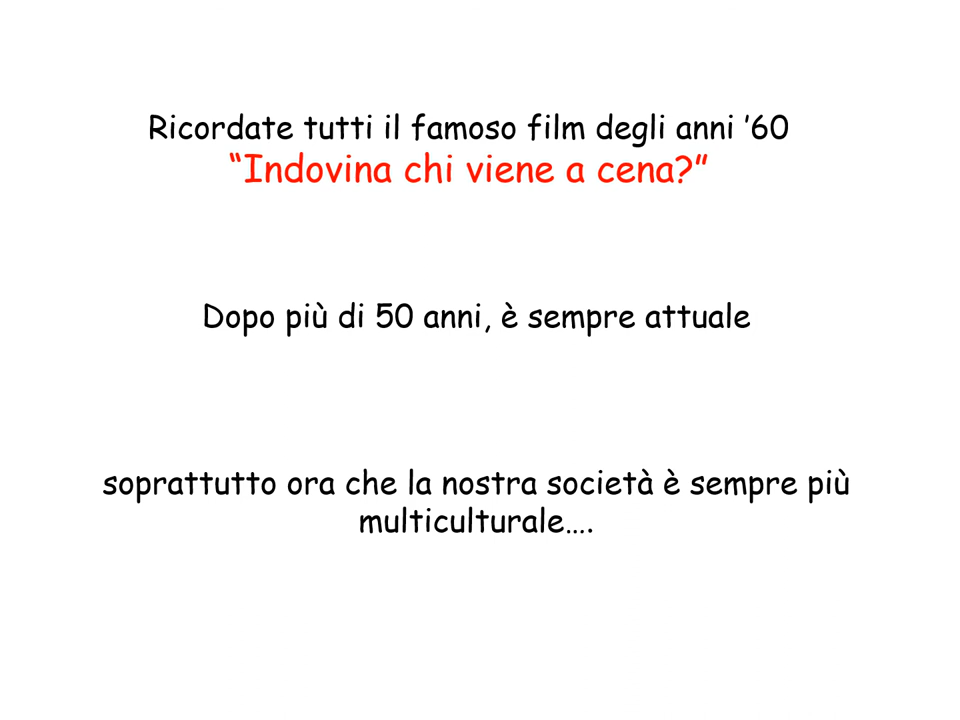 Ricordate tutti il famoso film degli anni ’60
“Indovina chi viene a cena?”
Dopo più di 50 anni, è sempre attuale
soprattutto ora che la nostra società è sempre più
multiculturale….